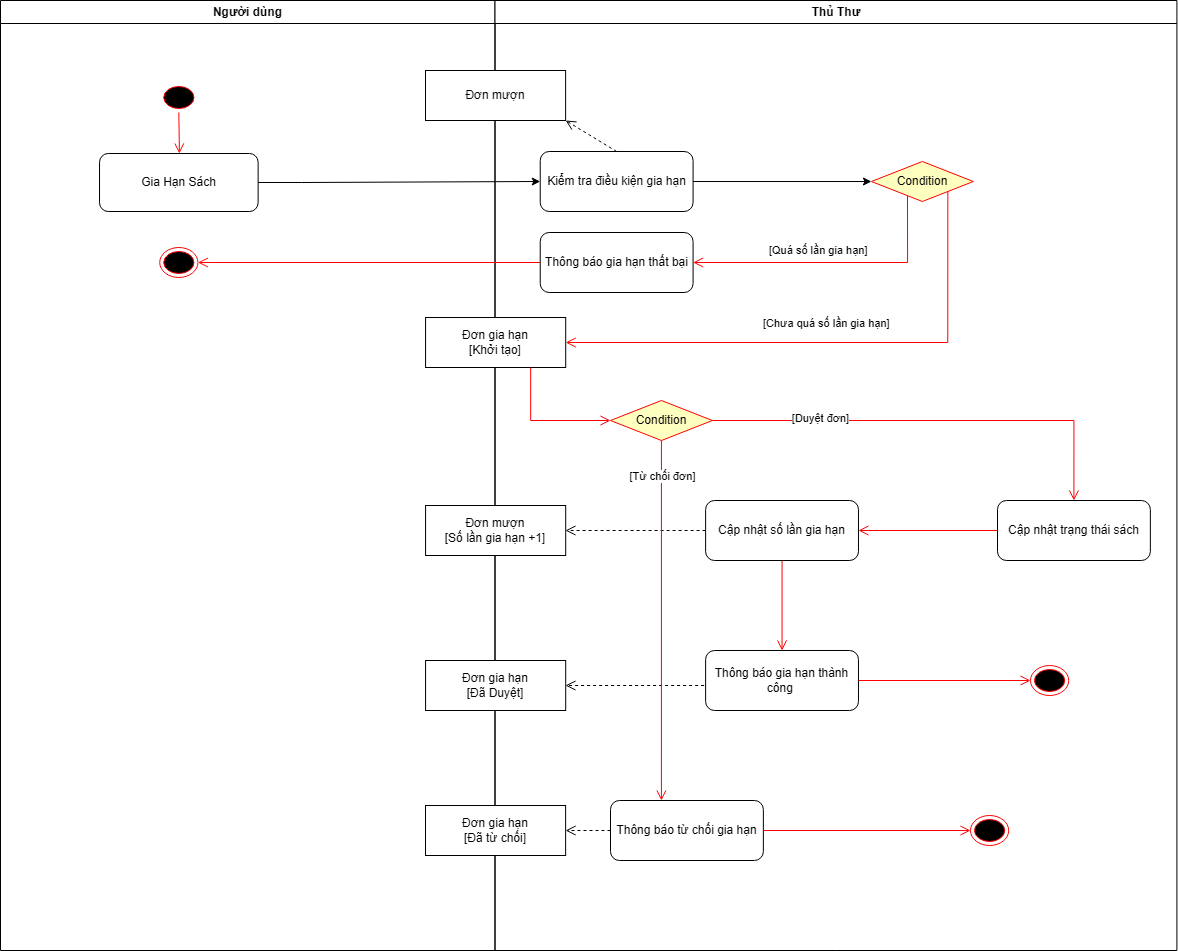 Người dùng
Thủ Thư
Đơn mượn
Gia Hạn Sách
Kiểm tra điều kiện gia hạn
Condition
[Quá số lần gia hạn]
Thông báo gia hạn thất bại
[Chưa quá số lần gia hạn]
Đơn gia hạn
[Khởi tạo]
Condition
[Duyệt đơn]
[Từ chối đơn]
Đơn mượn
[Số lần gia hạn +1]
Cập nhật số lần gia hạn
Cập nhật trạng thái sách
Đơn gia hạn
[Đã Duyệt]
Thông báo gia hạn thành
công
Đơn gia hạn
[Đã từ chối]
Thông báo từ chối gia hạn